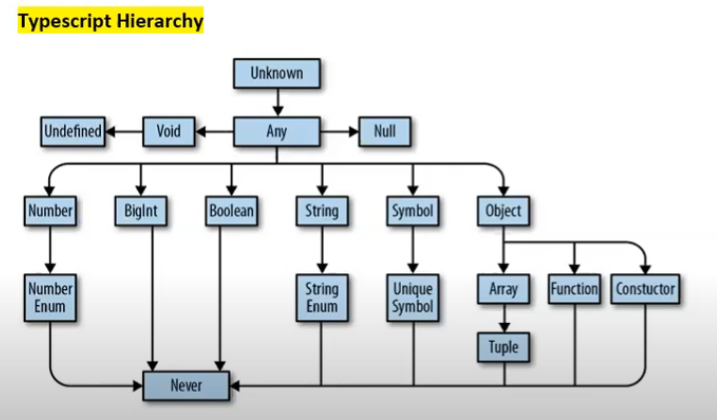 Typescript Hierarchy
Unknown
Undefined
Void
Any
Null
Number
BigInt
Boolean
String
Symbol
Object
Number
Enum
String
Enum
Unique
Symbol
Array
Function
Constuctor
Tuple
Never